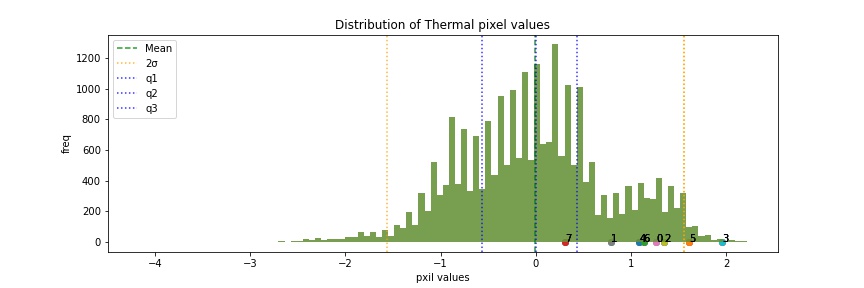 Distribution of Thermal pixel values
Mean
2σ
q1
q2
q3
freq
1200
1000
800
600
400
200
0
7
1
4
6
0
2
5
3
−4
−3
−2
−1
0
1
2
pxil values